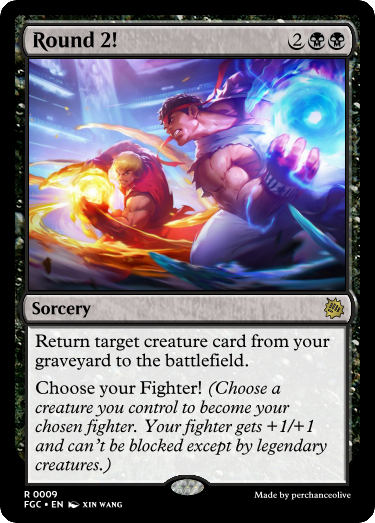 Round 2! 2
Sorcery
Return target creature card from your
graveyard to the battlefield.
Choose your Fighter! (Choose a
creature you control to become your
chosen fighter. Your fighter gets +1/+1
and can't be blocked except by legendary
creatures.)
R 0009
FGC • EN XIN WANG
Made by perchanceolive